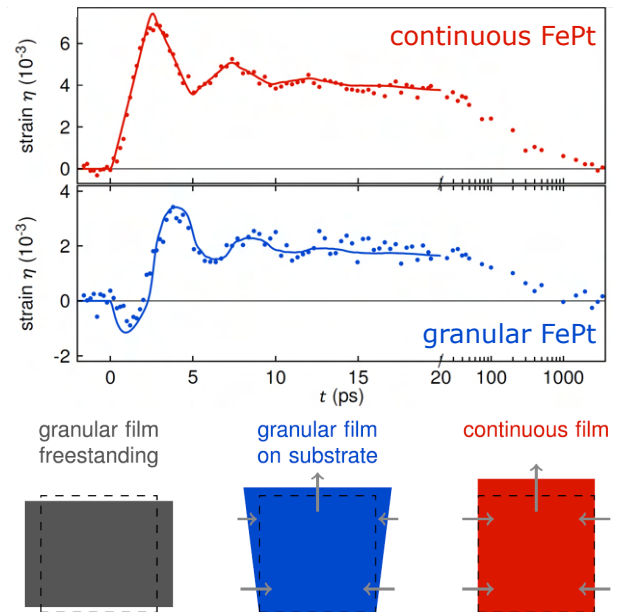 continuous FePt
strain η (10⁻³)
6
4
2
0
granular FePt
strain η (10⁻³)
4
2
0
-2
0 5 10 15 20 100 1000
t (ps)
granular film granular film continuous film
freestanding on substrate